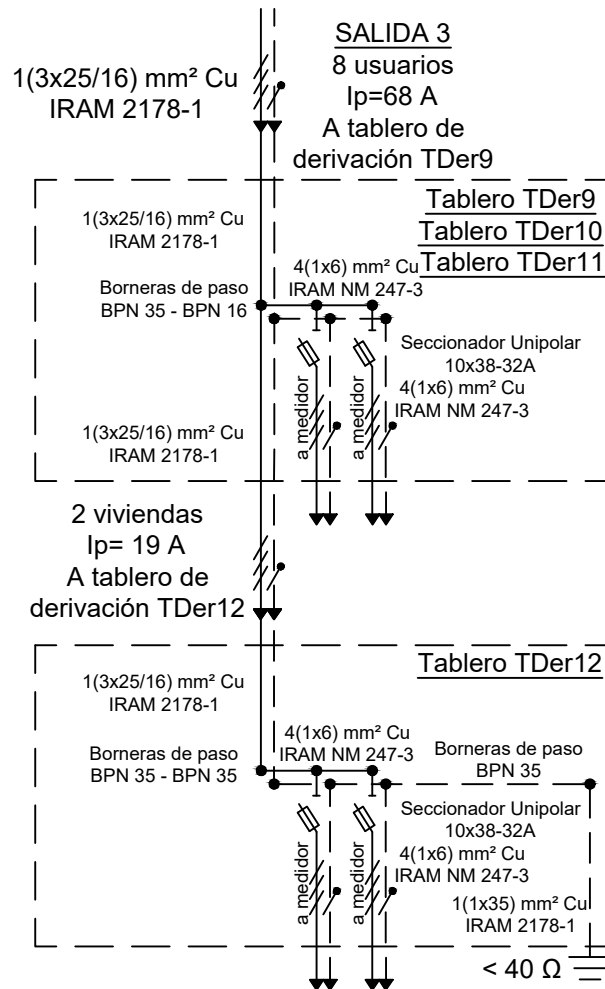 SALIDA 3
8 usuarios
Ip=68 A
A tablero de
derivación TDer9
1(3x25/16) mm² Cu
IRAM 2178-1
Tablero TDer9
Tablero TDer10
Tablero TDer11
1(3x25/16) mm² Cu
IRAM 2178-1
4(1x6) mm² Cu
IRAM NM 247-3
Borneras de paso
BPN 35 - BPN 16
Seccionador Unipolar
10x38-32A
4(1x6) mm² Cu
IRAM NM 247-3
a medidor
a medidor
1(3x25/16) mm² Cu
IRAM 2178-1
2 viviendas
Ip= 19 A
A tablero de
derivación TDer12
Tablero TDer12
1(3x25/16) mm² Cu
IRAM 2178-1
4(1x6) mm² Cu
IRAM NM 247-3
Borneras de paso
BPN 35 - BPN 35
Borneras de paso
BPN 35
Seccionador Unipolar
10x38-32A
4(1x6) mm² Cu
IRAM NM 247-3
a medidor
a medidor
1(1x35) mm² Cu
IRAM 2178-1
< 40 Ω